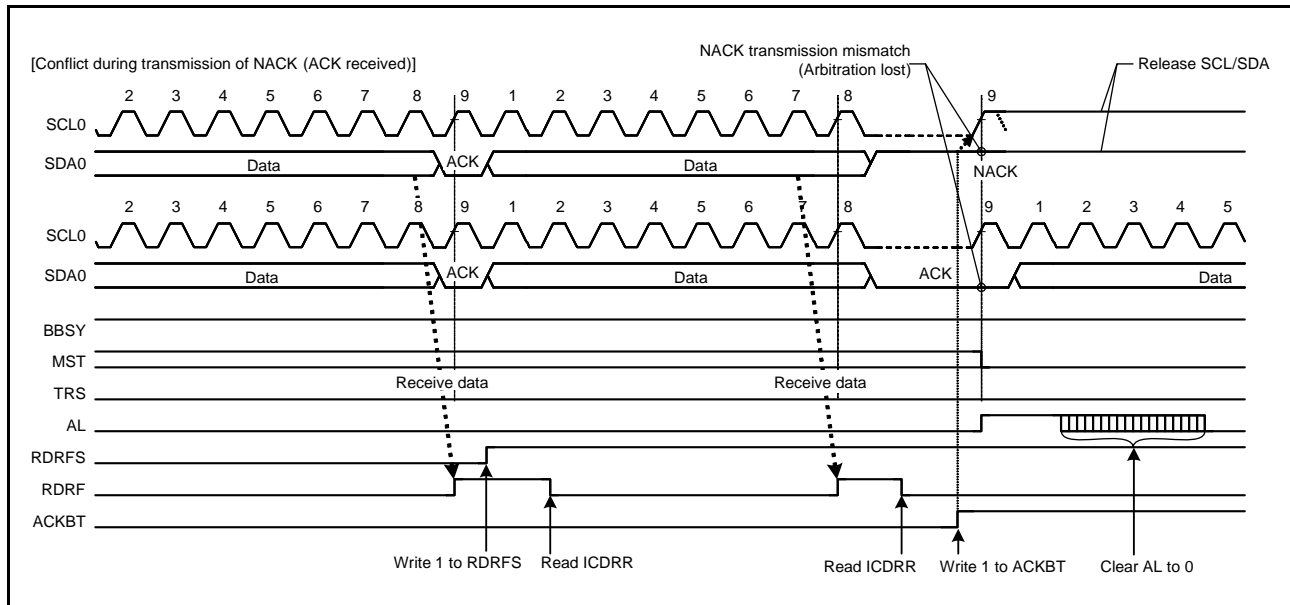 NACK transmission mismatch
(Arbitration lost)
[Conflict during transmission of NACK (ACK received)]
Release SCL/SDA
2 3 4 5 6 7 8 9 1 2 3 4 5 6 7 8 9
SCL0
SDA0
Data ACK Data NACK
2 3 4 5 6 7 8 9 1 2 3 4 5 6 7 8 9 1 2 3 4 5
SCL0
SDA0
Data ACK Data ACK Data
BBSY
MST
Receive data Receive data
TRS
AL
RDRFS
RDRF
ACKBT
Write 1 to RDRFS Read ICDRR Read ICDRR Write 1 to ACKBT Clear AL to 0